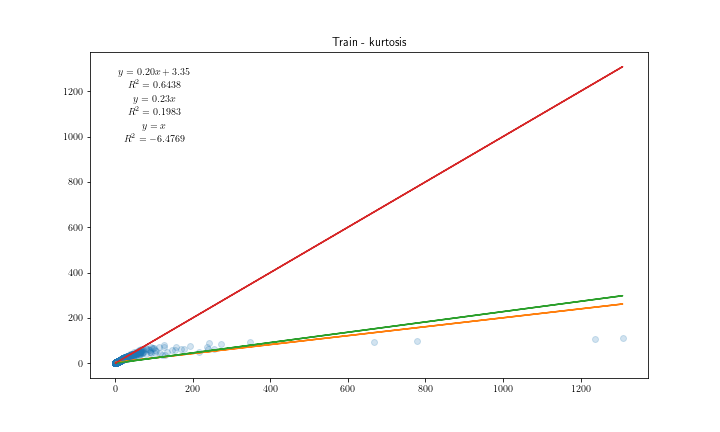 Train - kurtosis
y = 0.20x + 3.35
R² = 0.6438
y = 0.23x
R² = 0.1983
y = x
R² = −6.4769
1200
1000
800
600
400
200
0
0 200 400 600 800 1000 1200